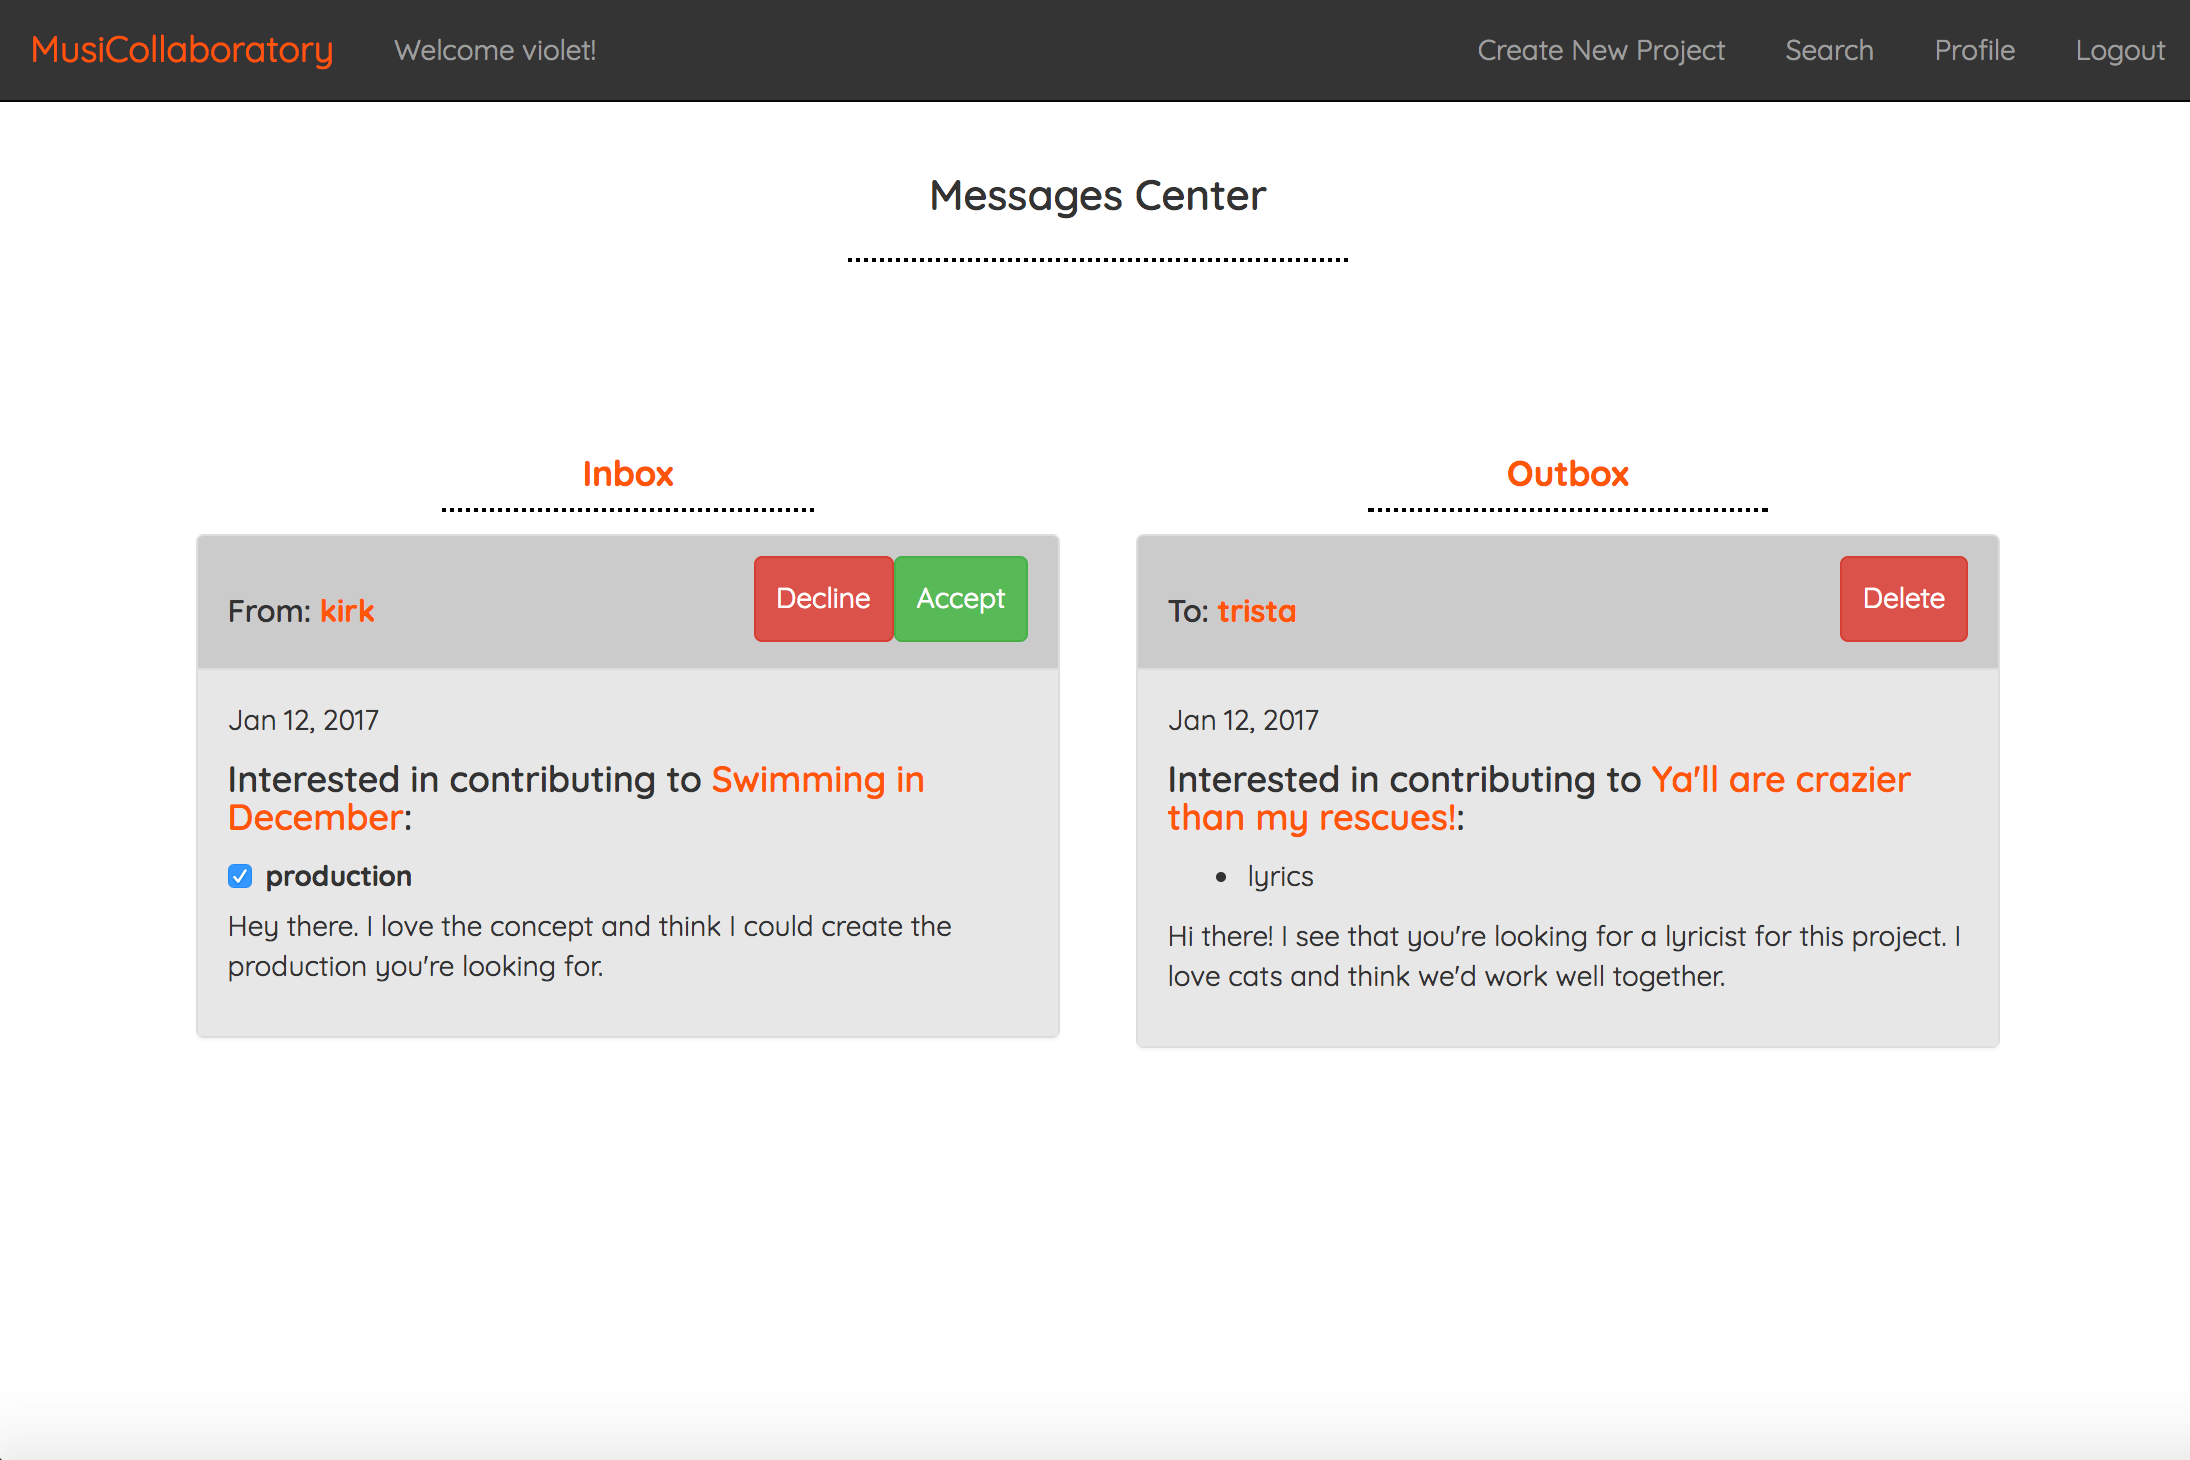 MusiCollaboratory Welcome violet! Create New Project Search Profile Logout
Messages Center
Inbox
From: kirk Decline Accept
Jan 12, 2017
Interested in contributing to Swimming in
December:
production
Hey there. I love the concept and think I could create the
production you're looking for.
Outbox
To: trista Delete
Jan 12, 2017
Interested in contributing to Ya'll are crazier
than my rescues!:
• lyrics
Hi there! I see that you're looking for a lyricist for this project. I
love cats and think we'd work well together.